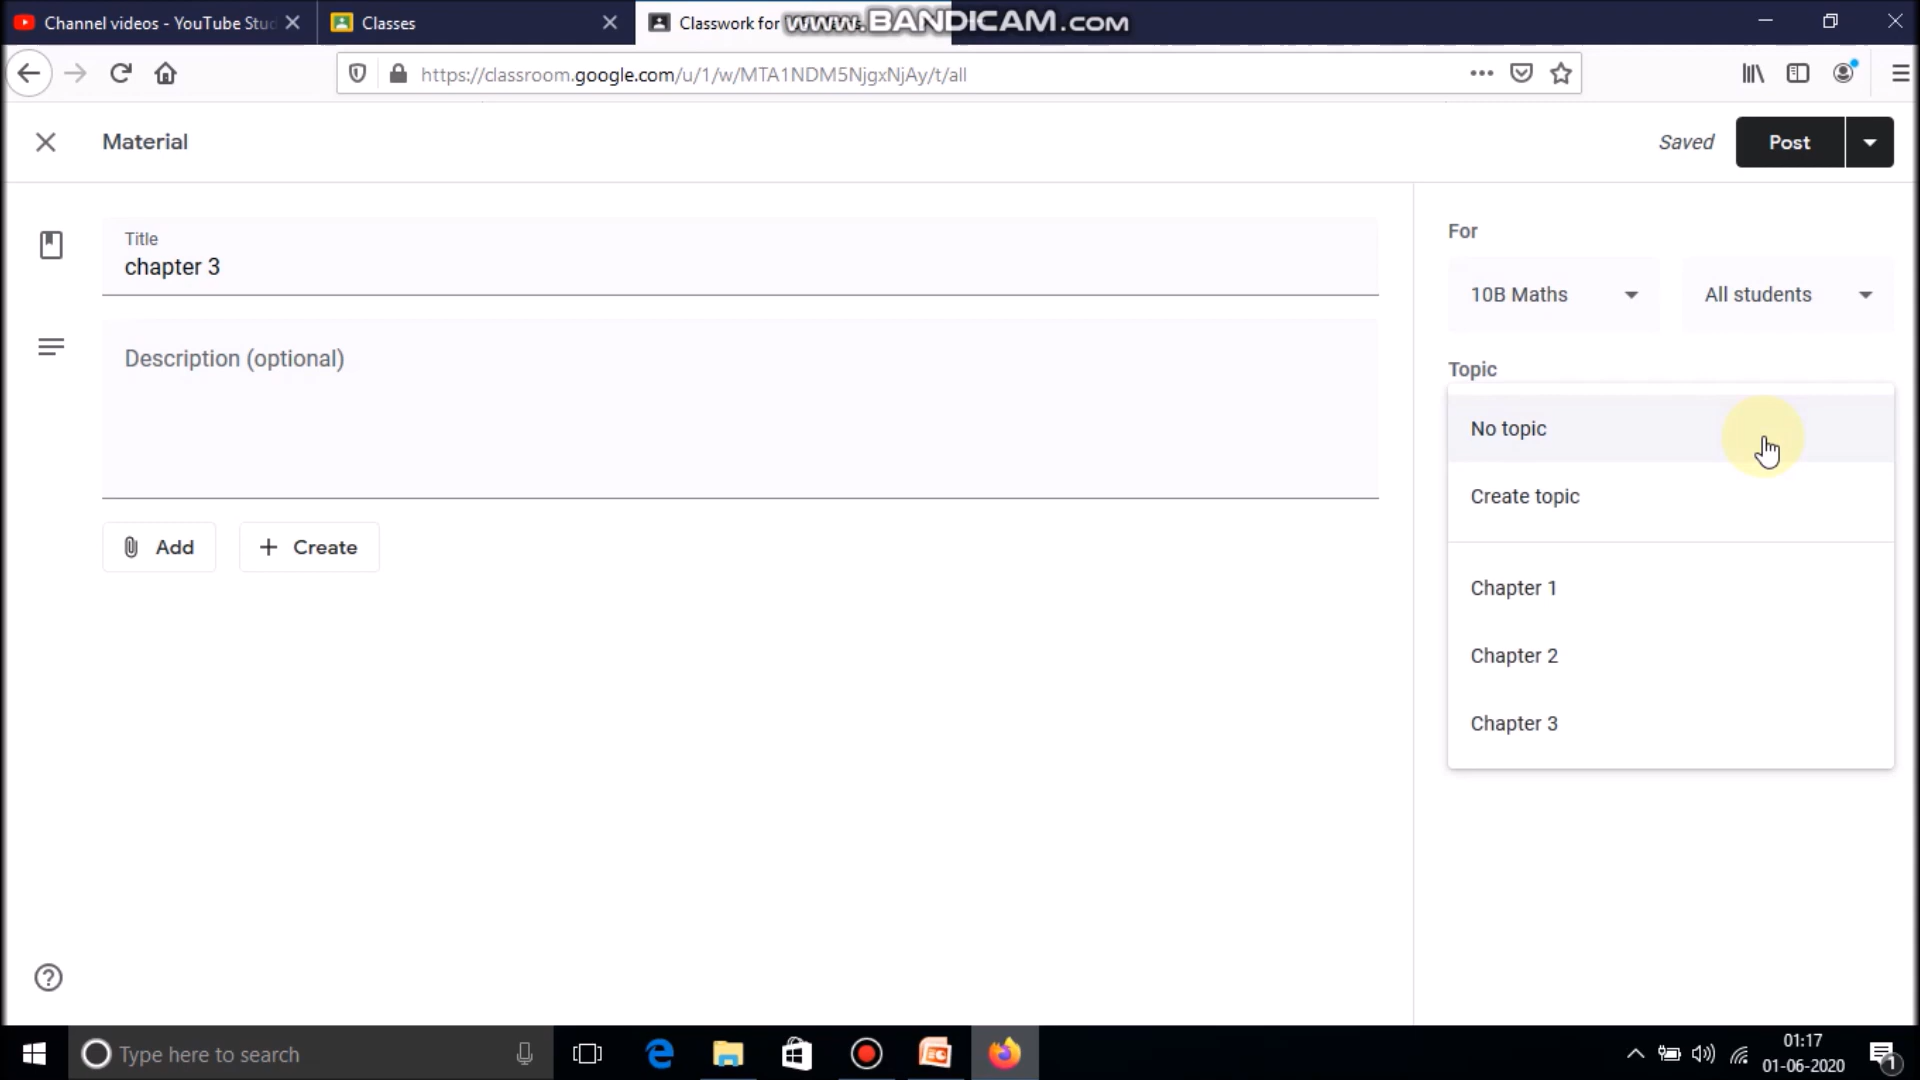 Channel videos - YouTube Stud
Classes
Classwork for
www.BANDICAM.com
https://classroom.google.com/u/1/w/MTA1NDM5NjgxNjAy/t/all
Material
Saved
Post
Title
chapter 3
Description (optional)
Add
Create
For
10B Maths
All students
Topic
No topic
Create topic
Chapter 1
Chapter 2
Chapter 3
Type here to search
01:17
01-06-2020
1